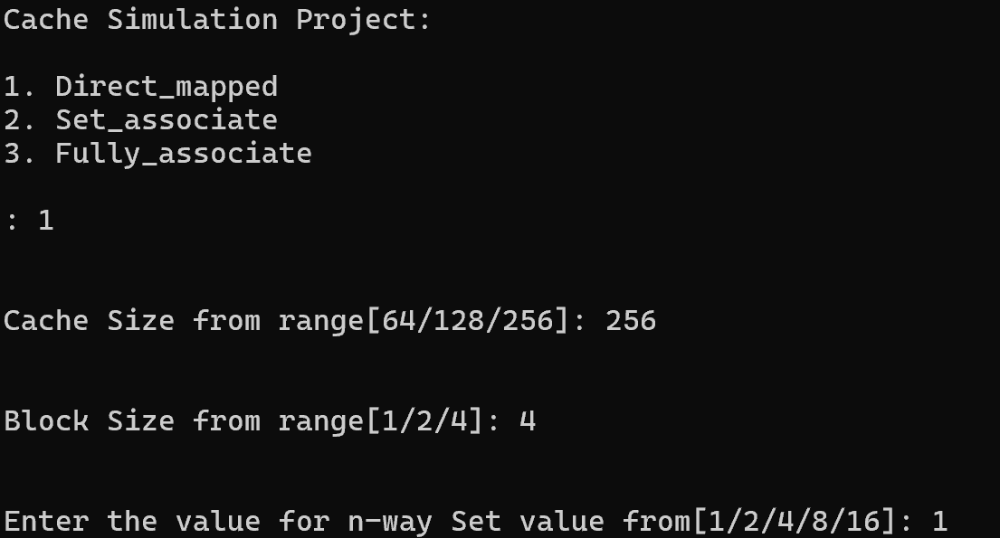 Cache Simulation Project:
1. Direct_mapped
2. Set_associate
3. Fully_associate
: 1
Cache Size from range[64/128/256]: 256
Block Size from range[1/2/4]: 4
Enter the value for n-way Set value from[1/2/4/8/16]: 1